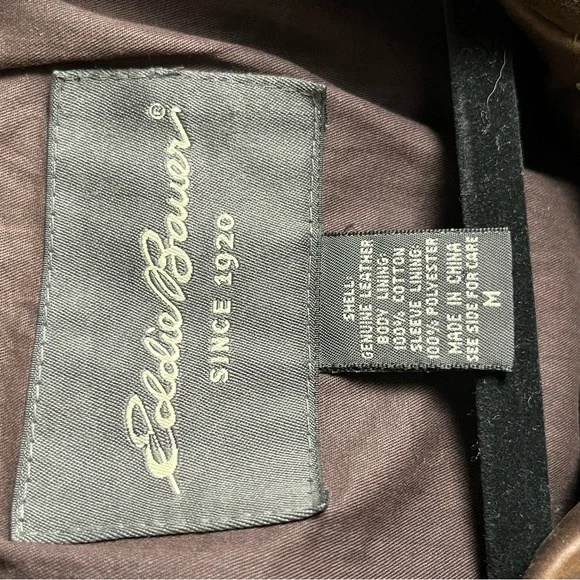 Eddie Bauer®
SINCE 1920
SHELL:
GENUINE LEATHER
BODY LINING:
100% COTTON
SLEEVE LINING:
100% POLYESTER
MADE IN CHINA
SEE SIDE FOR CARE
M